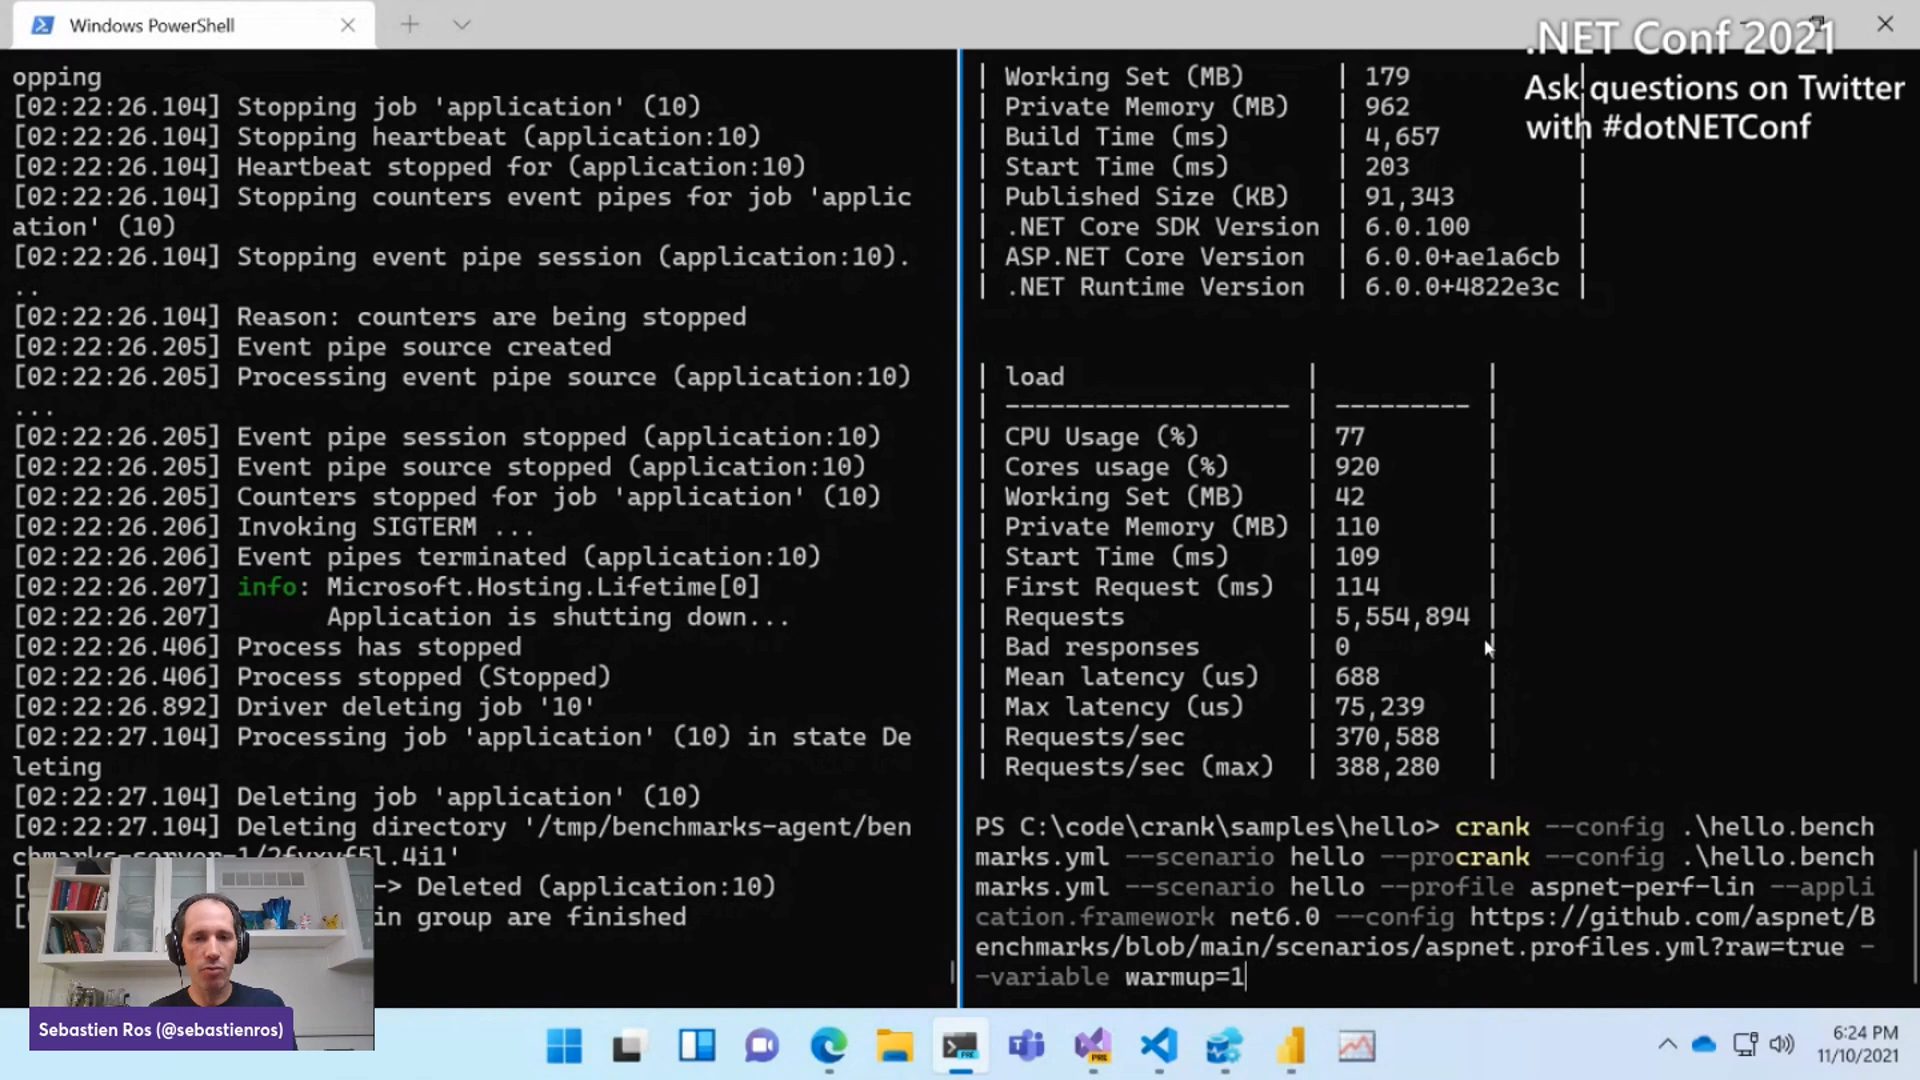 Windows PowerShell
.NET Conf 2021
Ask questions on Twitter
with #dotNETConf
opping
[02:22:26.104] Stopping job 'application' (10)
[02:22:26.104] Stopping heartbeat (application:10)
[02:22:26.104] Heartbeat stopped for (application:10)
[02:22:26.104] Stopping counters event pipes for job 'applic
ation' (10)
[02:22:26.104] Stopping event pipe session (application:10).
..
[02:22:26.104] Reason: counters are being stopped
[02:22:26.205] Event pipe source created
[02:22:26.205] Processing event pipe source (application:10)
...
[02:22:26.205] Event pipe session stopped (application:10)
[02:22:26.205] Event pipe source stopped (application:10)
[02:22:26.205] Counters stopped for job 'application' (10)
[02:22:26.206] Invoking SIGTERM ...
[02:22:26.206] Event pipes terminated (application:10)
[02:22:26.207] info: Microsoft.Hosting.Lifetime[0]
[02:22:26.207]       Application is shutting down...
[02:22:26.406] Process has stopped
[02:22:26.406] Process stopped (Stopped)
[02:22:26.892] Driver deleting job '10'
[02:22:27.104] Processing job 'application' (10) in state De
leting
[02:22:27.104] Deleting job 'application' (10)
[02:22:27.104] Deleting directory '/tmp/benchmarks-agent/ben
-> Deleted (application:10)
in group are finished
| Working Set (MB) | 179 |
| Private Memory (MB) | 962 |
| Build Time (ms) | 4,657 |
| Start Time (ms) | 203 |
| Published Size (KB) | 91,343 |
| .NET Core SDK Version | 6.0.100 |
| ASP.NET Core Version | 6.0.0+ae1a6cb |
| .NET Runtime Version | 6.0.0+4822e3c |
| load | |
| ------------------- | --------- |
| CPU Usage (%) | 77 |
| Cores usage (%) | 920 |
| Working Set (MB) | 42 |
| Private Memory (MB) | 110 |
| Start Time (ms) | 109 |
| First Request (ms) | 114 |
| Requests | 5,554,894 |
| Bad responses | 0 |
| Mean latency (us) | 688 |
| Max latency (us) | 75,239 |
| Requests/sec | 370,588 |
| Requests/sec (max) | 388,280 |
PS C:\code\crank\samples\hello> crank --config .\hello.bench
marks.yml --scenario hello --procrank --config .\hello.bench
marks.yml --scenario hello --profile aspnet-perf-lin --appli
cation.framework net6.0 --config https://github.com/aspnet/B
enchmarks/blob/main/scenarios/aspnet.profiles.yml?raw=true -
-variable warmup=1
Sebastien Ros (@sebastienros)
6:24 PM
11/10/2021